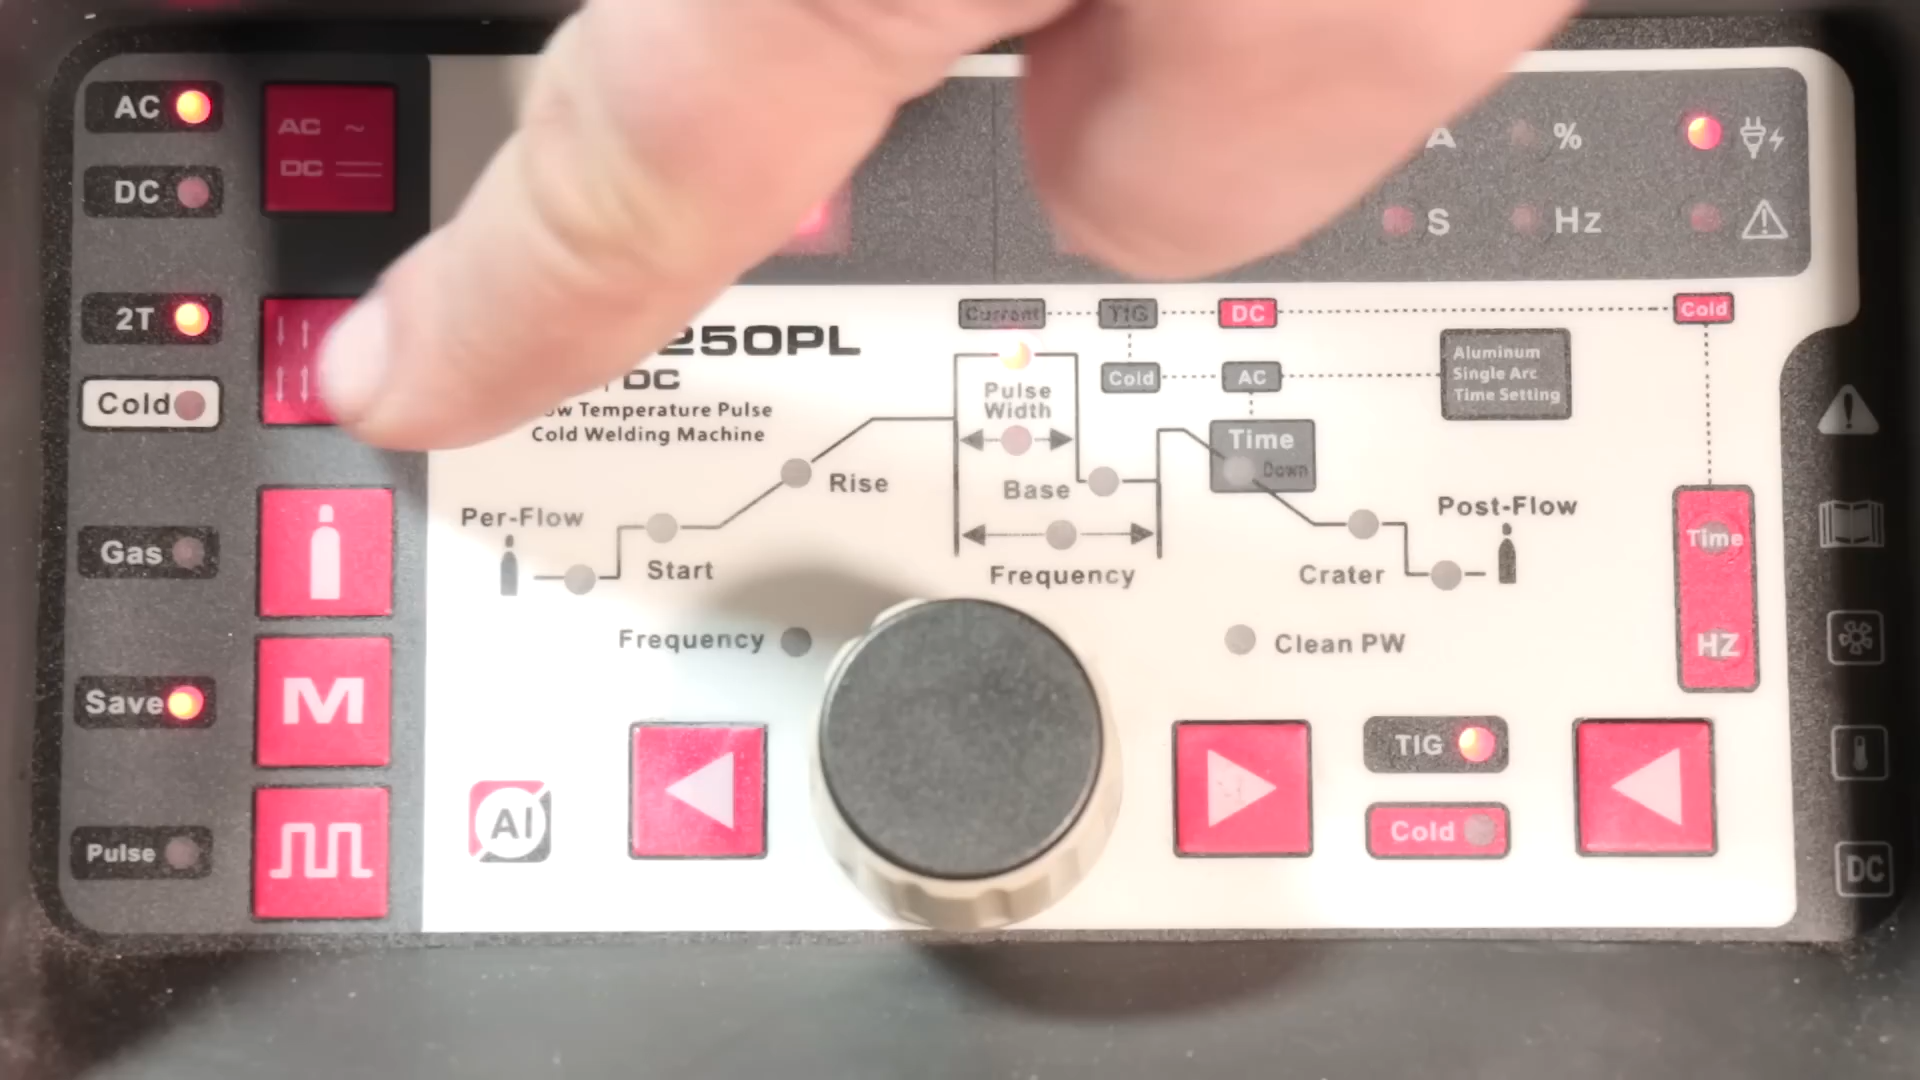 AC
AC
DC
DC
A
%
S
Hz
2T
Cold
250PL
DC
Temperature Pulse
Cold Welding Machine
Current
TIG
DC
Cold
Cold
AC
Aluminum
Single Arc
Time Setting
Pulse
Width
Time
Down
Rise
Base
Per-Flow
Start
Frequency
Crater
Post-Flow
Time
HZ
Gas
Frequency
Clean PW
Save
M
TIG
Cold
AI
Pulse
DC